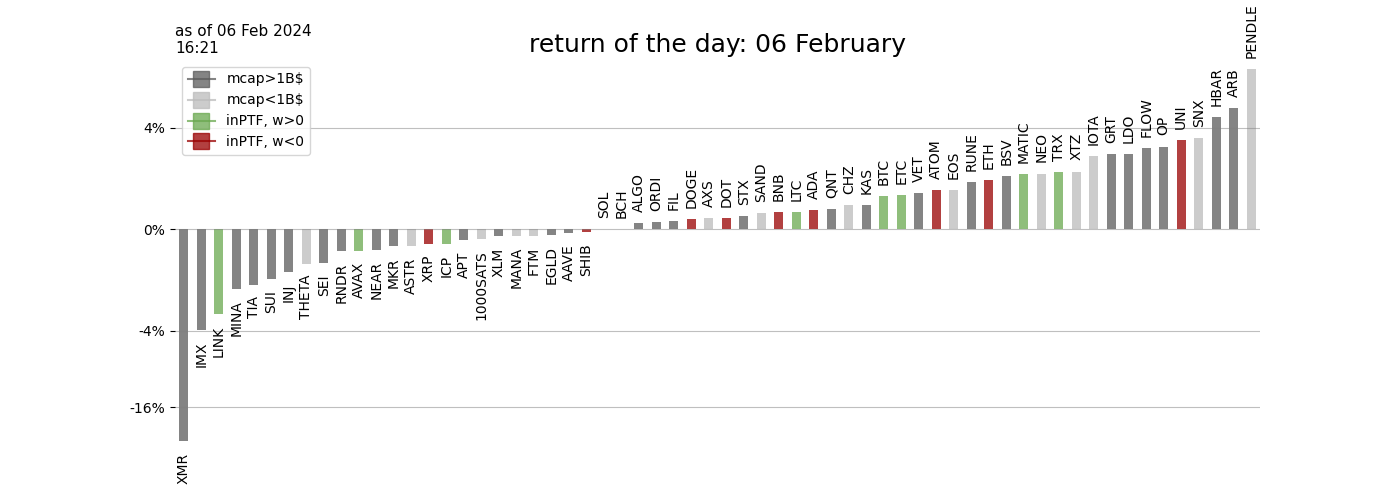 as of 06 Feb 2024
16:21
return of the day: 06 February
mcap>1B$
mcap<1B$
inPTF, w>0
inPTF, w<0
4%
0%
-4%
-16%
XMR
IMX
LINK
MINA
TIA
SUI
INJ
THETA
SEI
RNDR
AVAX
NEAR
MKR
ASTR
XRP
ICP
APT
1000SATS
XLM
MANA
FTM
EGLD
AAVE
SHIB
SOL
BCH
ALGO
ORDI
FIL
DOGE
AXS
DOT
STX
SAND
BNB
LTC
ADA
QNT
CHZ
KAS
BTC
ETC
VET
ATOM
EOS
RUNE
ETH
BSV
MATIC
NEO
TRX
XTZ
IOTA
GRT
LDO
FLOW
OP
UNI
SNX
HBAR
ARB
PENDLE